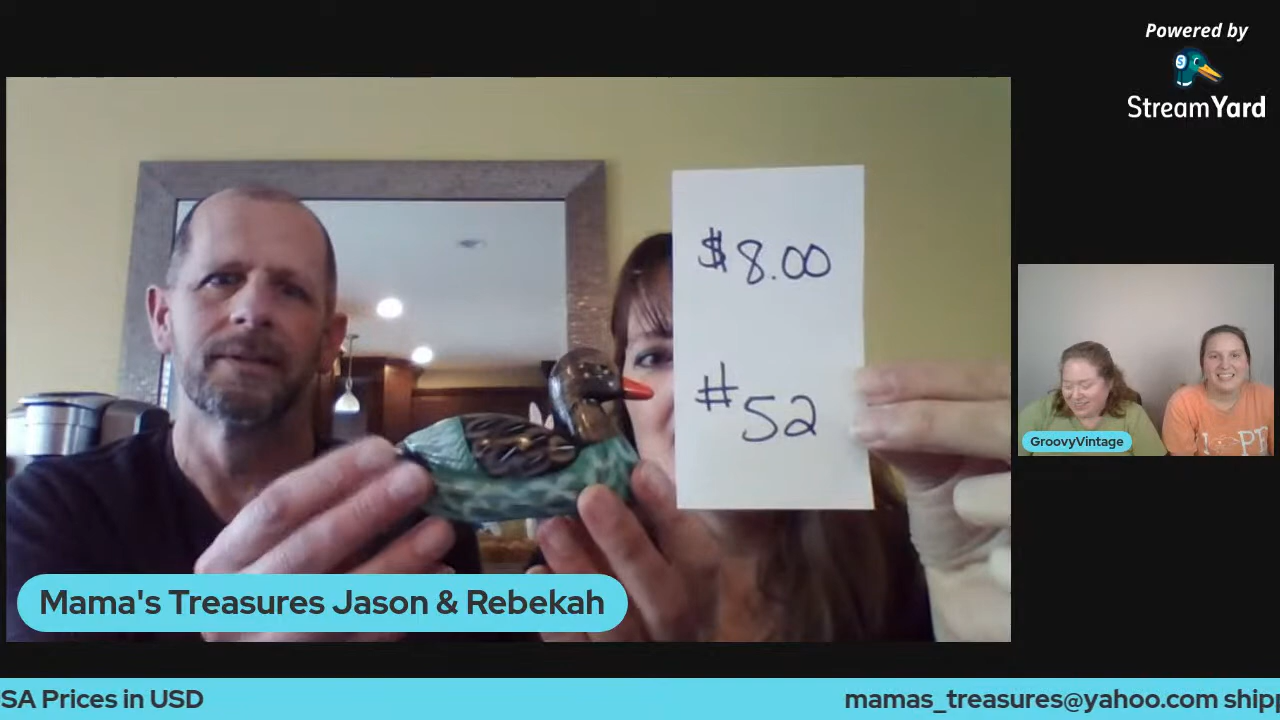 Powered by
StreamYard
$8.00
#52
GroovyVintage
Mama's Treasures Jason & Rebekah
SA Prices in USD
mamas_treasures@yahoo.com shipp